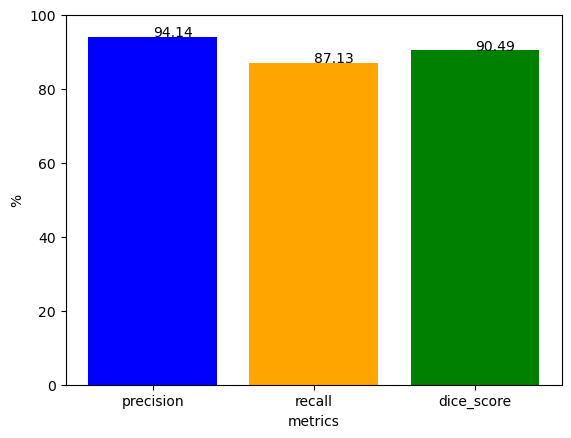 100
80
60
40
20
0
%
94.14
87.13
90.49
precision
recall
dice_score
metrics